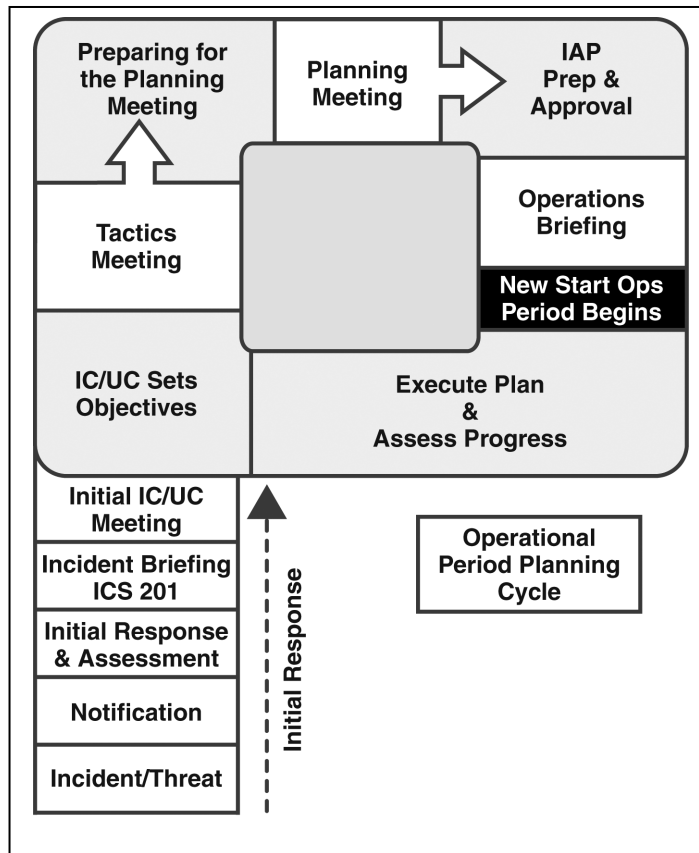 Preparing for
the Planning
Meeting
Planning
Meeting
IAP
Prep &
Approval
Tactics
Meeting
Operations
Briefing
New Start Ops
Period Begins
IC/UC Sets
Objectives
Execute Plan
&
Assess Progress
Initial IC/UC
Meeting
Incident Briefing
ICS 201
Initial Response
& Assessment
Notification
Incident/Threat
Initial Response
Operational
Period Planning
Cycle